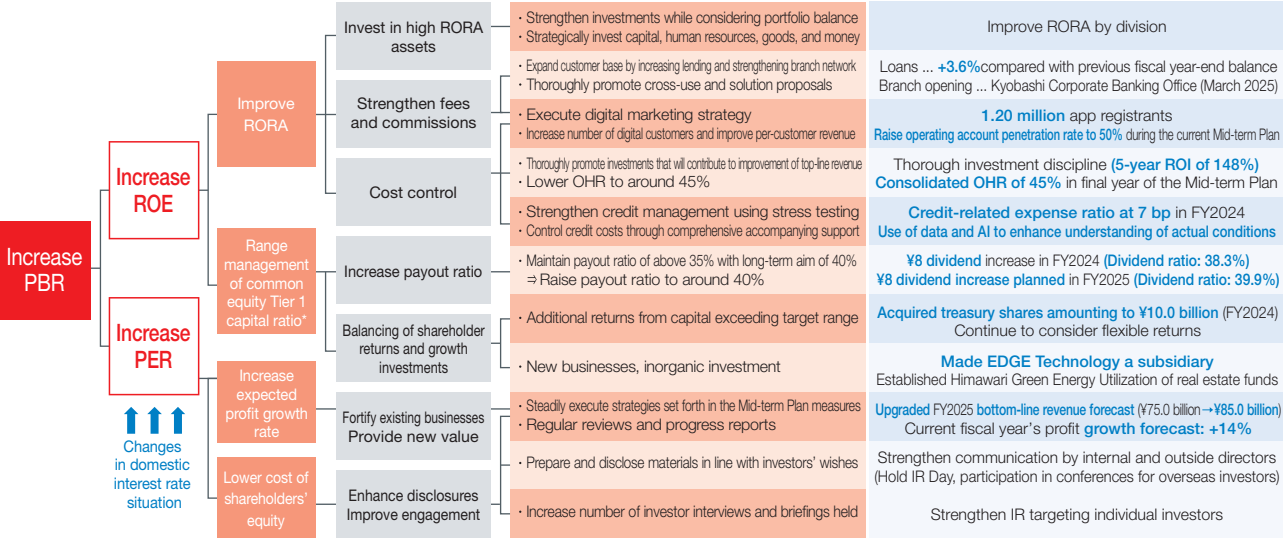 Increase
PBR
Increase
ROE
Increase
PER
Changes
in domestic
interest rate
situation
Improve
RORA
Range
management
of common
equity Tier 1
capital ratio*
Increase
expected
profit growth
rate
Lower cost of
shareholders'
equity
Invest in high RORA
assets
Strengthen fees
and commissions
Cost control
Increase payout ratio
Balancing of shareholder
returns and growth
investments
Fortify existing businesses
Provide new value
Enhance disclosures
Improve engagement
・Strengthen investments while considering portfolio balance
・Strategically invest capital, human resources, goods, and money
・Expand customer base by increasing lending and strengthening branch network
・Thoroughly promote cross-use and solution proposals
・Execute digital marketing strategy
・Increase number of digital customers and improve per-customer revenue
・Thoroughly promote investments that will contribute to improvement of top-line revenue
・Lower OHR to around 45%
・Strengthen credit management using stress testing
・Control credit costs through comprehensive accompanying support
・Maintain payout ratio of above 35% with long-term aim of 40%
⇒Raise payout ratio to around 40%
・Additional returns from capital exceeding target range
・New businesses, inorganic investment
・Steadily execute strategies set forth in the Mid-term Plan measures
・Regular reviews and progress reports
・Prepare and disclose materials in line with investors' wishes
・Increase number of investor interviews and briefings held
Improve RORA by division
Loans ... +3.6%compared with previous fiscal year-end balance
Branch opening ... Kyobashi Corporate Banking Office (March 2025)
1.20 million app registrants
Raise operating account penetration rate to 50% during the current Mid-term Plan
Thorough investment discipline (5-year ROI of 148%)
Consolidated OHR of 45% in final year of the Mid-term Plan
Credit-related expense ratio at 7 bp in FY2024
Use of data and AI to enhance understanding of actual conditions
¥8 dividend increase in FY2024 (Dividend ratio: 38.3%)
¥8 dividend increase planned in FY2025 (Dividend ratio: 39.9%)
Acquired treasury shares amounting to ¥10.0 billion (FY2024)
Continue to consider flexible returns
Made EDGE Technology a subsidiary
Established Himawari Green Energy Utilization of real estate funds
Upgraded FY2025 bottom-line revenue forecast (¥75.0 billion→¥85.0 billion)
Current fiscal year's profit growth forecast: +14%
Strengthen communication by internal and outside directors
(Hold IR Day, participation in conferences for overseas investors)
Strengthen IR targeting individual investors